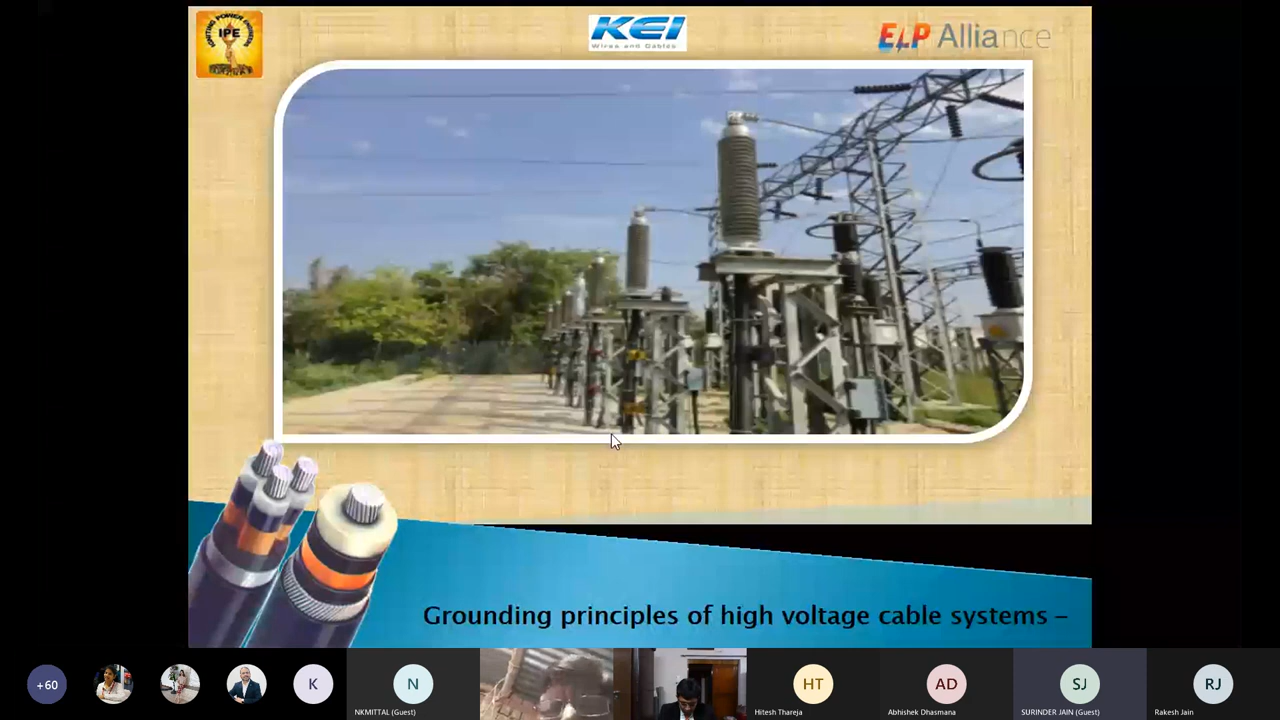 IPE
KEI
Wires and Cables
ELP Alliance
Grounding principles of high voltage cable systems –
+60
K
N
NKMITTAL (Guest)
HT
Hitesh Thareja
AD
Abhishek Dhasmana
SJ
SURINDER JAIN (Guest)
RJ
Rakesh Jain